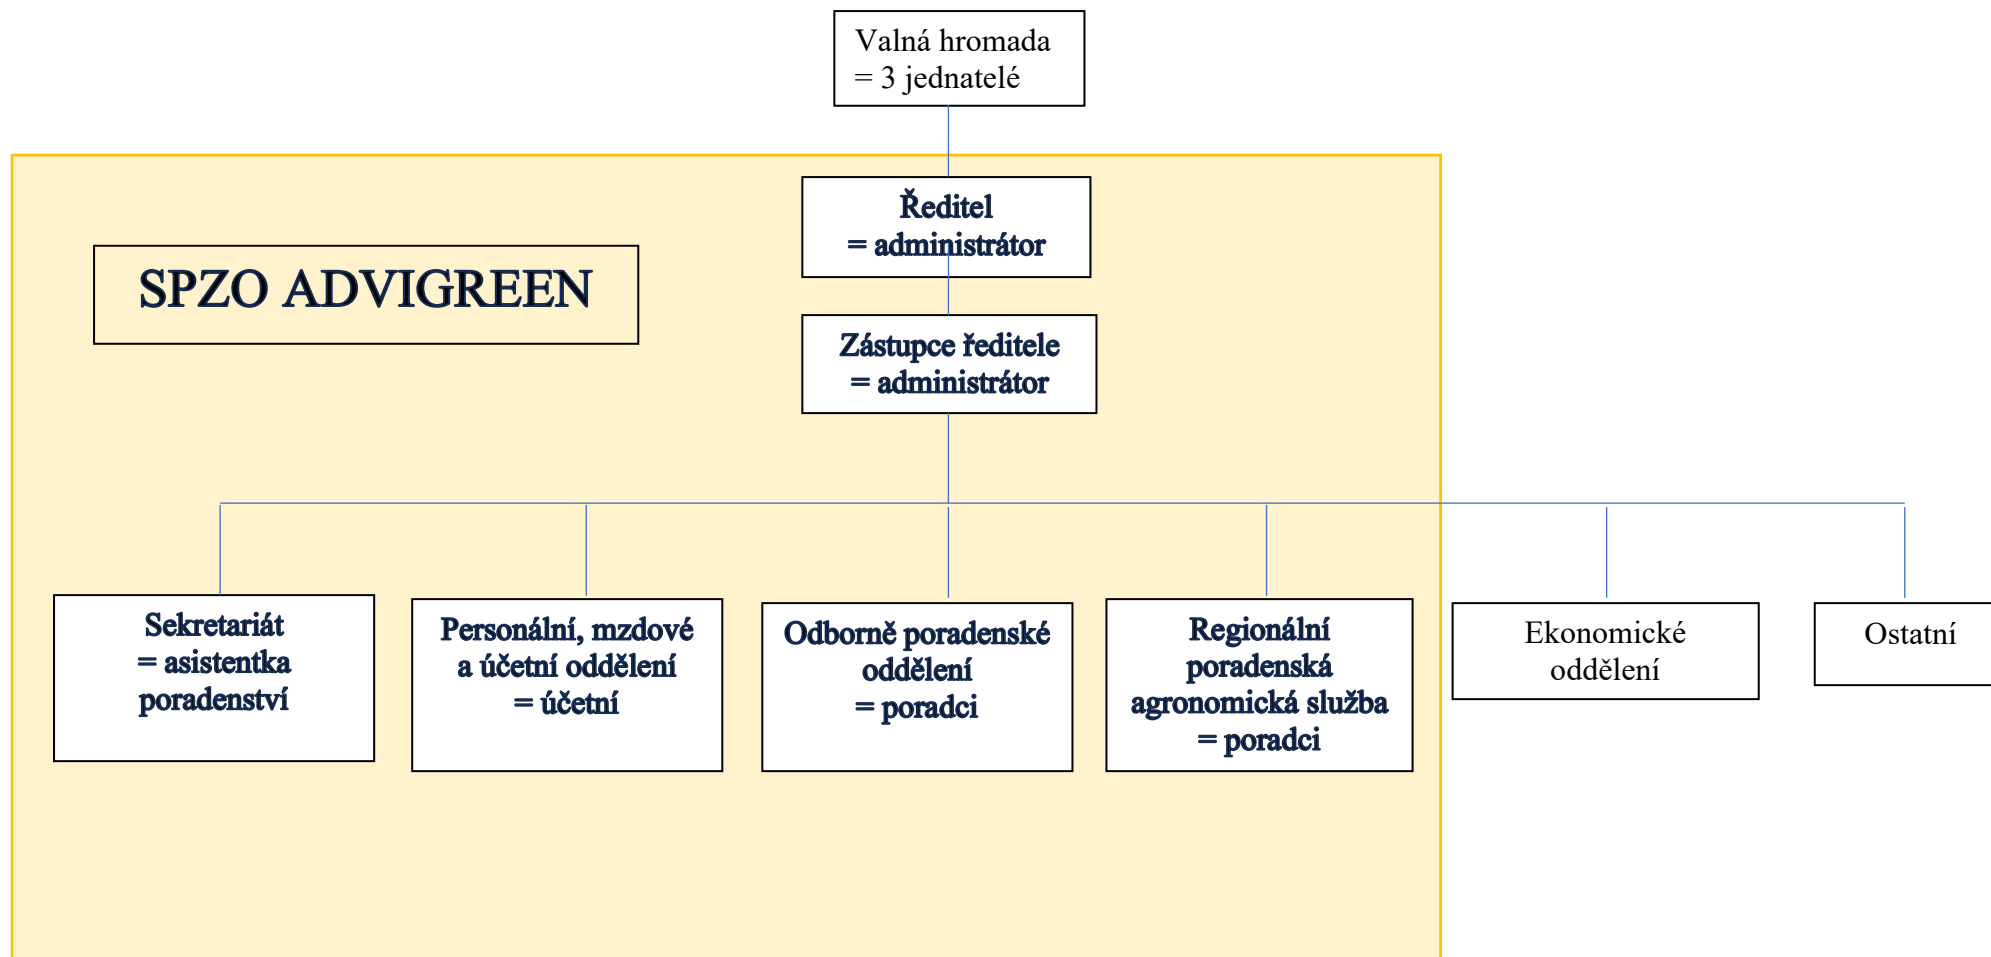 Valná hromada
= 3 jednatelé
Ředitel
= administrátor
SPZO ADVIGREEN
Zástupce ředitele
= administrátor
Sekretariát
= asistentka
poradenství
Personální, mzdové
a účetní oddělení
= účetní
Odborně poradenské
oddělení
= poradci
Regionální
poradenská
agronomická služba
= poradci
Ekonomické
oddělení
Ostatní